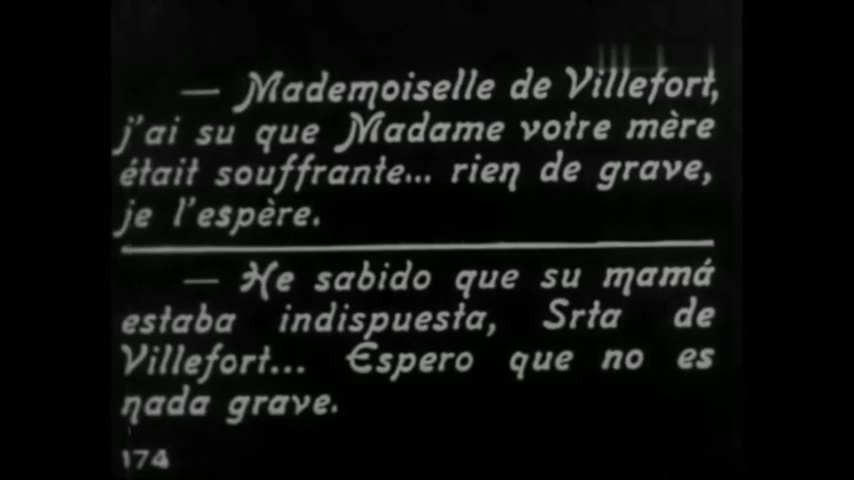 — Mademoiselle de Villefort,
j'ai su que Madame votre mère
était souffrante... rien de grave,
je l'espère.
— He sabido que su mamá
estaba indispuesta, Srta de
Villefort... Espero que no es
nada grave.
174